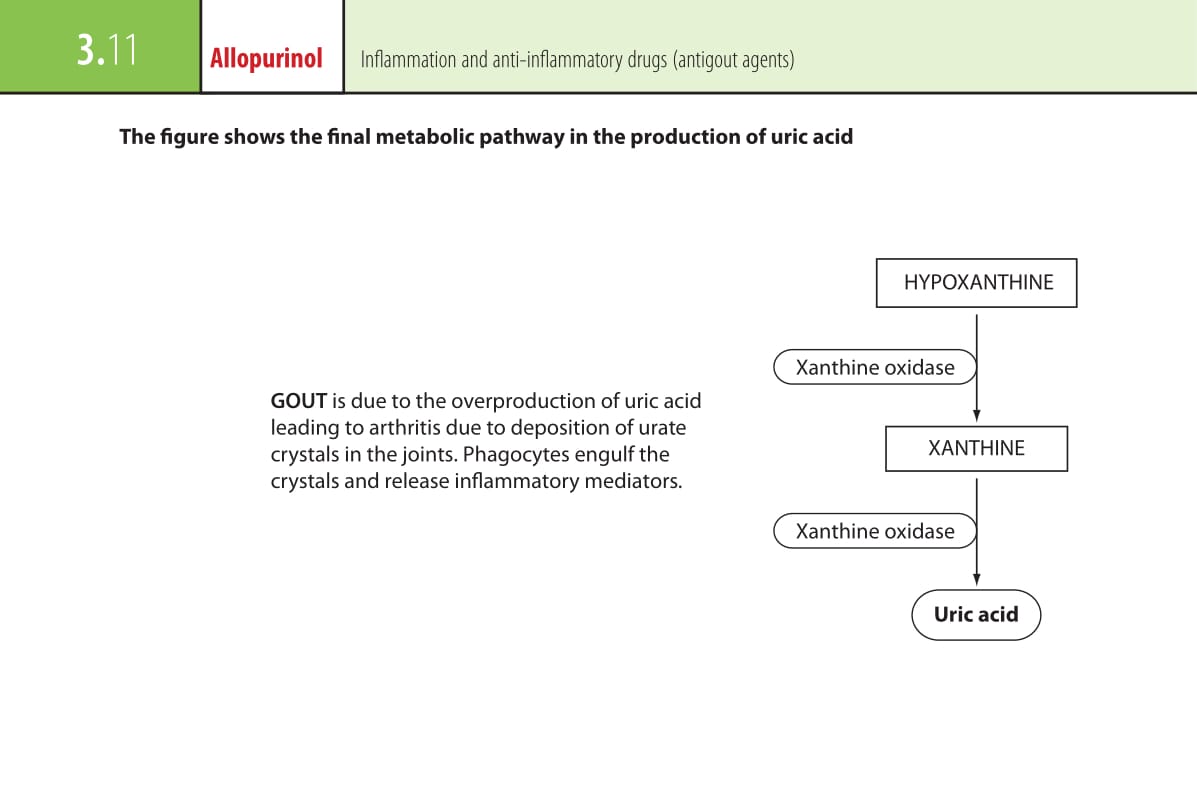 3.11
Allopurinol
Inflammation and anti-inflammatory drugs (antigout agents)
The figure shows the final metabolic pathway in the production of uric acid
GOUT is due to the overproduction of uric acid
leading to arthritis due to deposition of urate
crystals in the joints. Phagocytes engulf the
crystals and release inflammatory mediators.
HYPOXANTHINE
Xanthine oxidase
XANTHINE
Xanthine oxidase
Uric acid